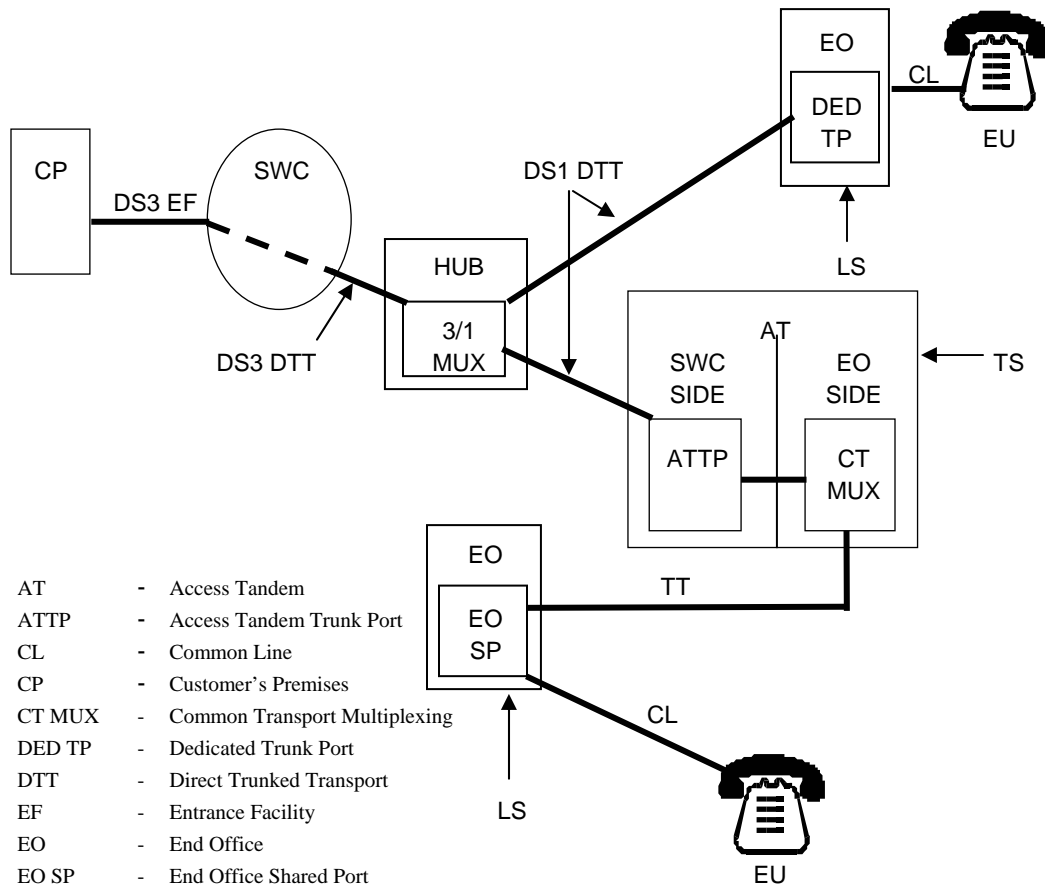 EO
CL
DED
TP
EU
CP
SWC
DS1 DTT
DS3 EF
LS
HUB
3/1
MUX
DS3 DTT
AT
SWC
SIDE
EO
SIDE
TS
ATTP
CT
MUX
EO
EO
SP
TT
CL
LS
EU
AT - Access Tandem
ATTP - Access Tandem Trunk Port
CL - Common Line
CP - Customer's Premises
CT MUX - Common Transport Multiplexing
DED TP - Dedicated Trunk Port
DTT - Direct Trunked Transport
EF - Entrance Facility
EO - End Office
EO SP - End Office Shared Port